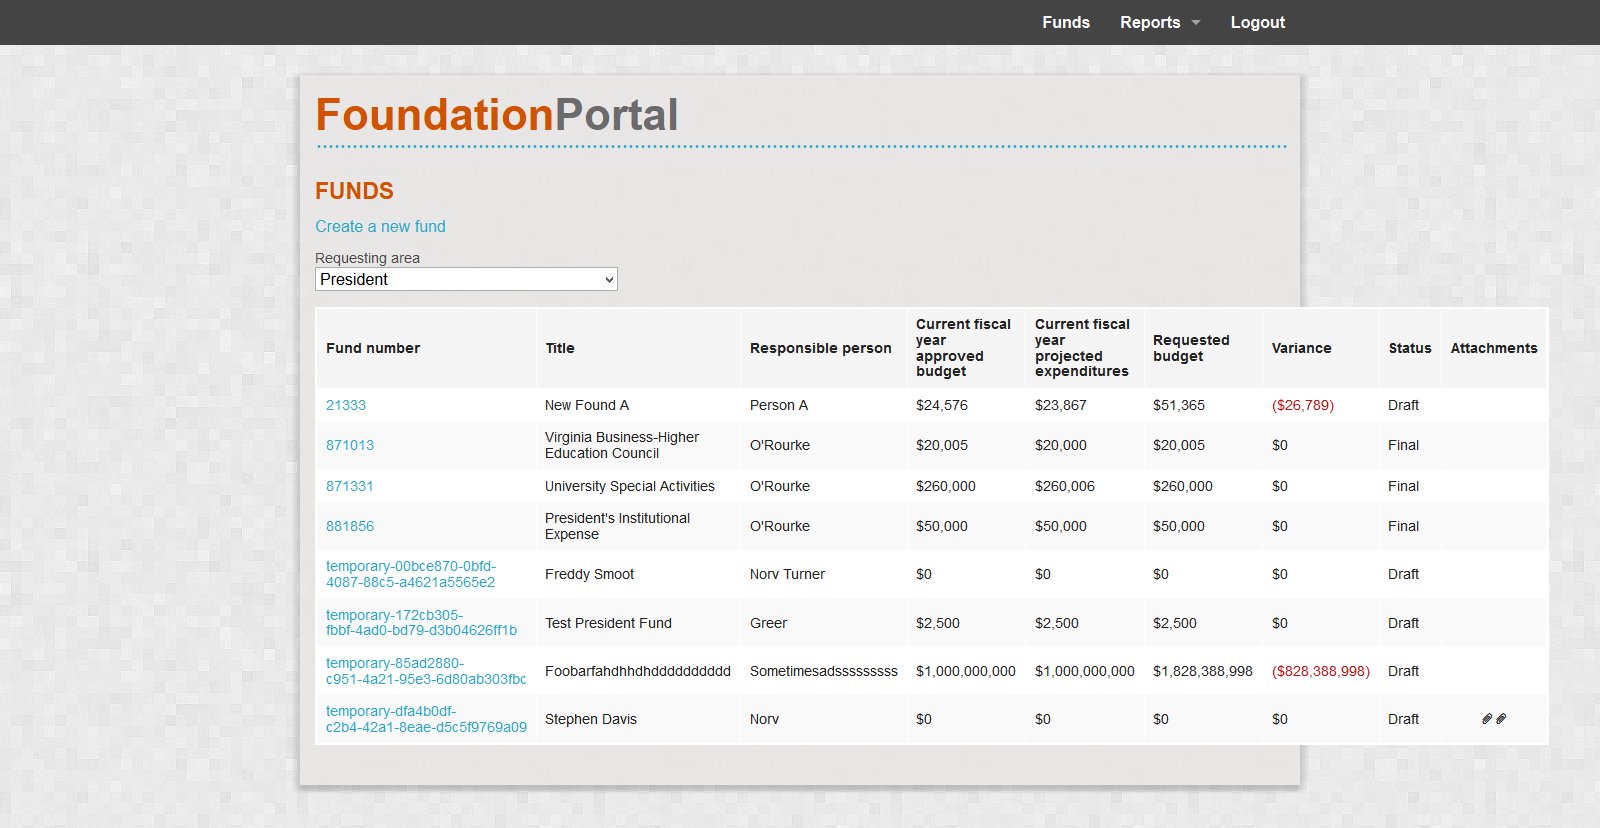 Funds Reports Logout
FoundationPortal
FUNDS
Create a new fund
Requesting area
President
Fund number Title Responsible person Current fiscal year approved budget Current fiscal year projected expenditures Requested budget Variance Status Attachments
21333 New Found A Person A $24,576 $23,867 $51,365 ($26,789) Draft
871013 Virginia Business-Higher Education Council O'Rourke $20,005 $20,000 $20,005 $0 Final
871331 University Special Activities O'Rourke $260,000 $260,006 $260,000 $0 Final
881856 President's Institutional Expense O'Rourke $50,000 $50,000 $50,000 $0 Final
temporary-00bce870-0bfd-4087-88c5-a4621a5565e2 Freddy Smoot Norv Turner $0 $0 $0 $0 Draft
temporary-172cb305-fbbf-4ad0-bd79-d3b04626ff1b Test President Fund Greer $2,500 $2,500 $2,500 $0 Draft
temporary-85ad2880-c951-4a21-95e3-6d80ab303fbc Foobarfahdhhdhdddddddddd Sometimesadsssssssss $1,000,000,000 $1,000,000,000 $1,828,388,998 ($828,388,998) Draft
temporary-dfa4b0df-c2b4-42a1-8eae-d5c5f9769a09 Stephen Davis Norv $0 $0 $0 $0 Draft